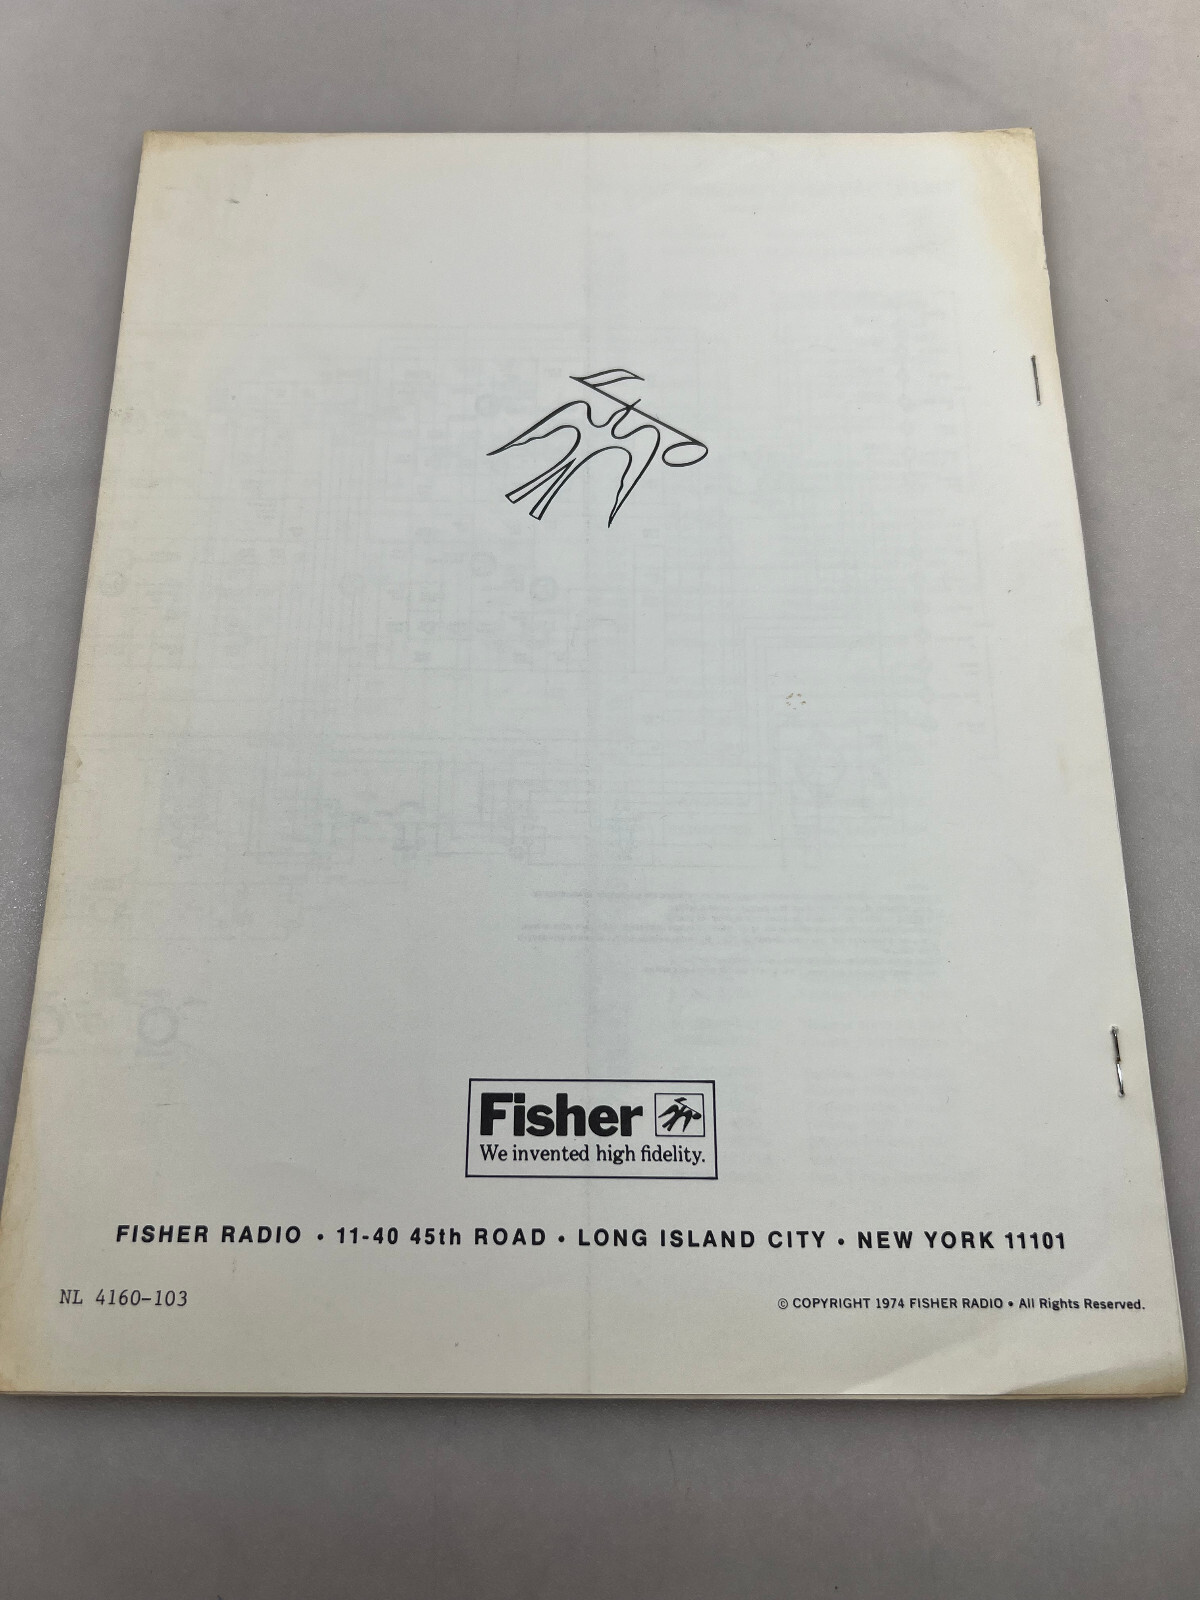 Fisher
We invented high fidelity.
FISHER RADIO • 11-40 45th ROAD • LONG ISLAND CITY • NEW YORK 11101
NL 4160-103
© COPYRIGHT 1974 FISHER RADIO • All Rights Reserved.